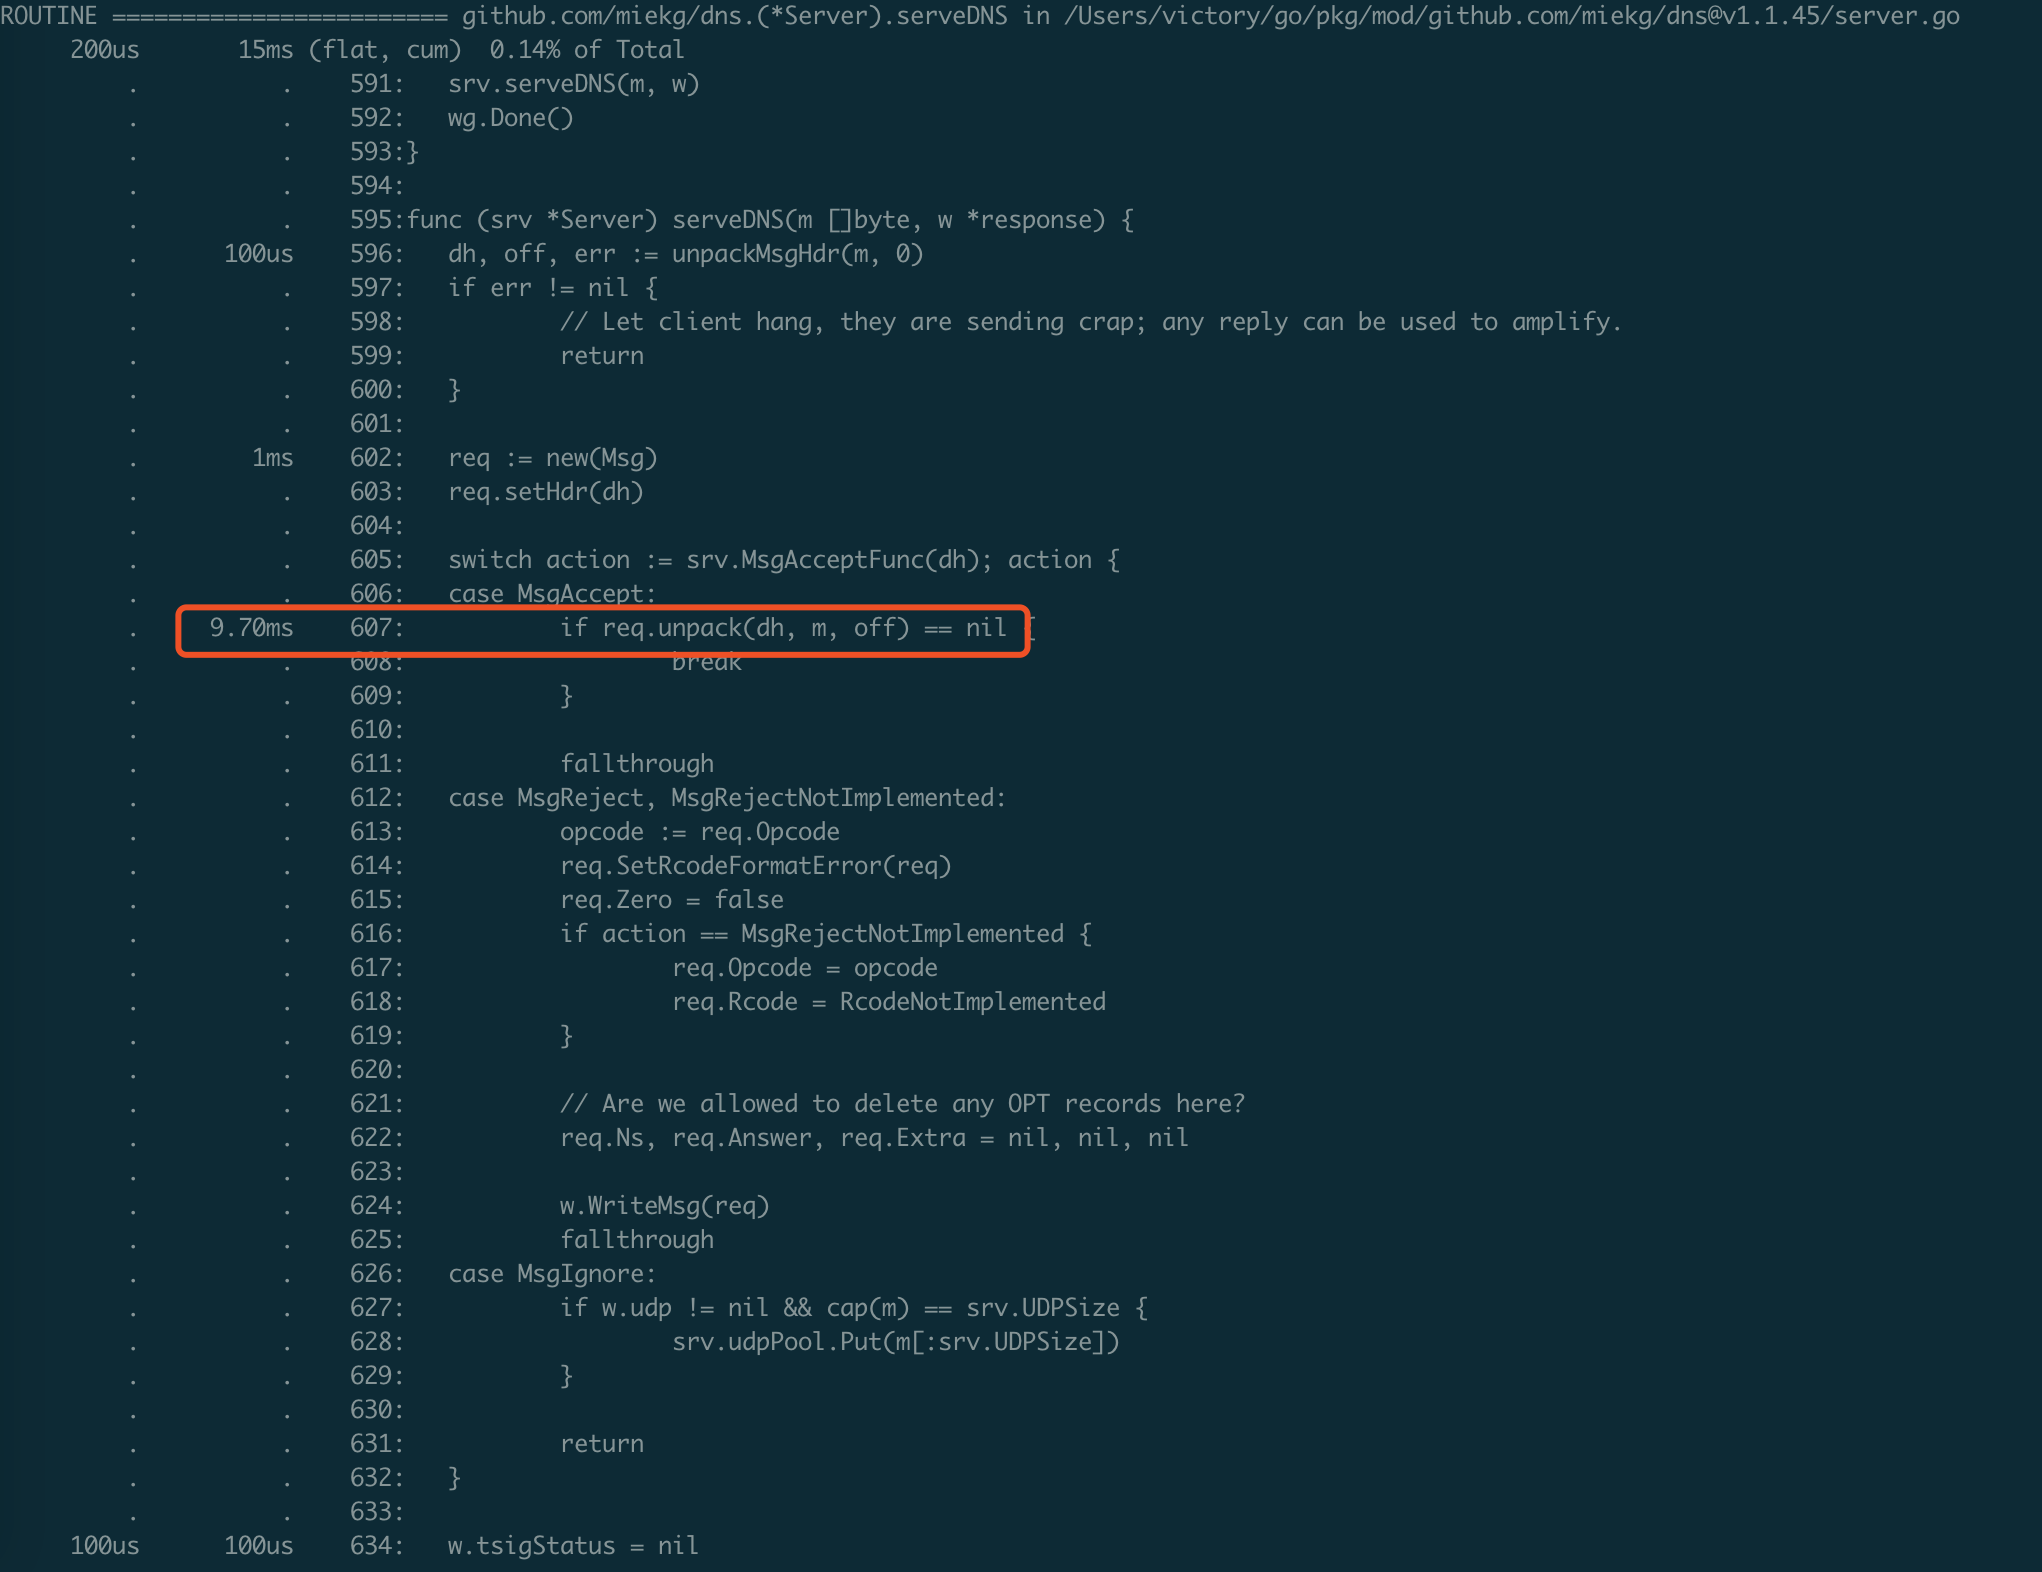 ROUTINE ======================== github.com/miekg/dns.(*Server).serveDNS in /Users/victory/go/pkg/mod/github.com/miekg/dns@v1.1.45/server.go
200us 15ms (flat, cum) 0.14% of Total
. . 591: srv.serveDNS(m, w)
. . 592: wg.Done()
. . 593:}
. . 594:
. . 595:func (srv *Server) serveDNS(m []byte, w *response) {
. 100us 596: dh, off, err := unpackMsgHdr(m, 0)
. . 597: if err != nil {
. . 598: // Let client hang, they are sending crap; any reply can be used to amplify.
. . 599: return
. . 600: }
. . 601:
. 1ms 602: req := new(Msg)
. . 603: req.setHdr(dh)
. . 604:
. . 605: switch action := srv.MsgAcceptFunc(dh); action {
. . 606: case MsgAccept:
. 9.70ms 607: if req.unpack(dh, m, off) == nil {
. . 608: break
. . 609: }
. . 610:
. . 611: fallthrough
. . 612: case MsgReject, MsgRejectNotImplemented:
. . 613: opcode := req.Opcode
. . 614: req.SetRcodeFormatError(req)
. . 615: req.Zero = false
. . 616: if action == MsgRejectNotImplemented {
. . 617: req.Opcode = opcode
. . 618: req.Rcode = RcodeNotImplemented
. . 619: }
. . 620:
. . 621: // Are we allowed to delete any OPT records here?
. . 622: req.Ns, req.Answer, req.Extra = nil, nil, nil
. . 623:
. . 624: w.WriteMsg(req)
. . 625: fallthrough
. . 626: case MsgIgnore:
. . 627: if w.udp != nil && cap(m) == srv.UDPSize {
. . 628: srv.udpPool.Put(m[:srv.UDPSize])
. . 629: }
. . 630:
. . 631: return
. . 632: }
. . 633:
100us 100us 634: w.tsigStatus = nil